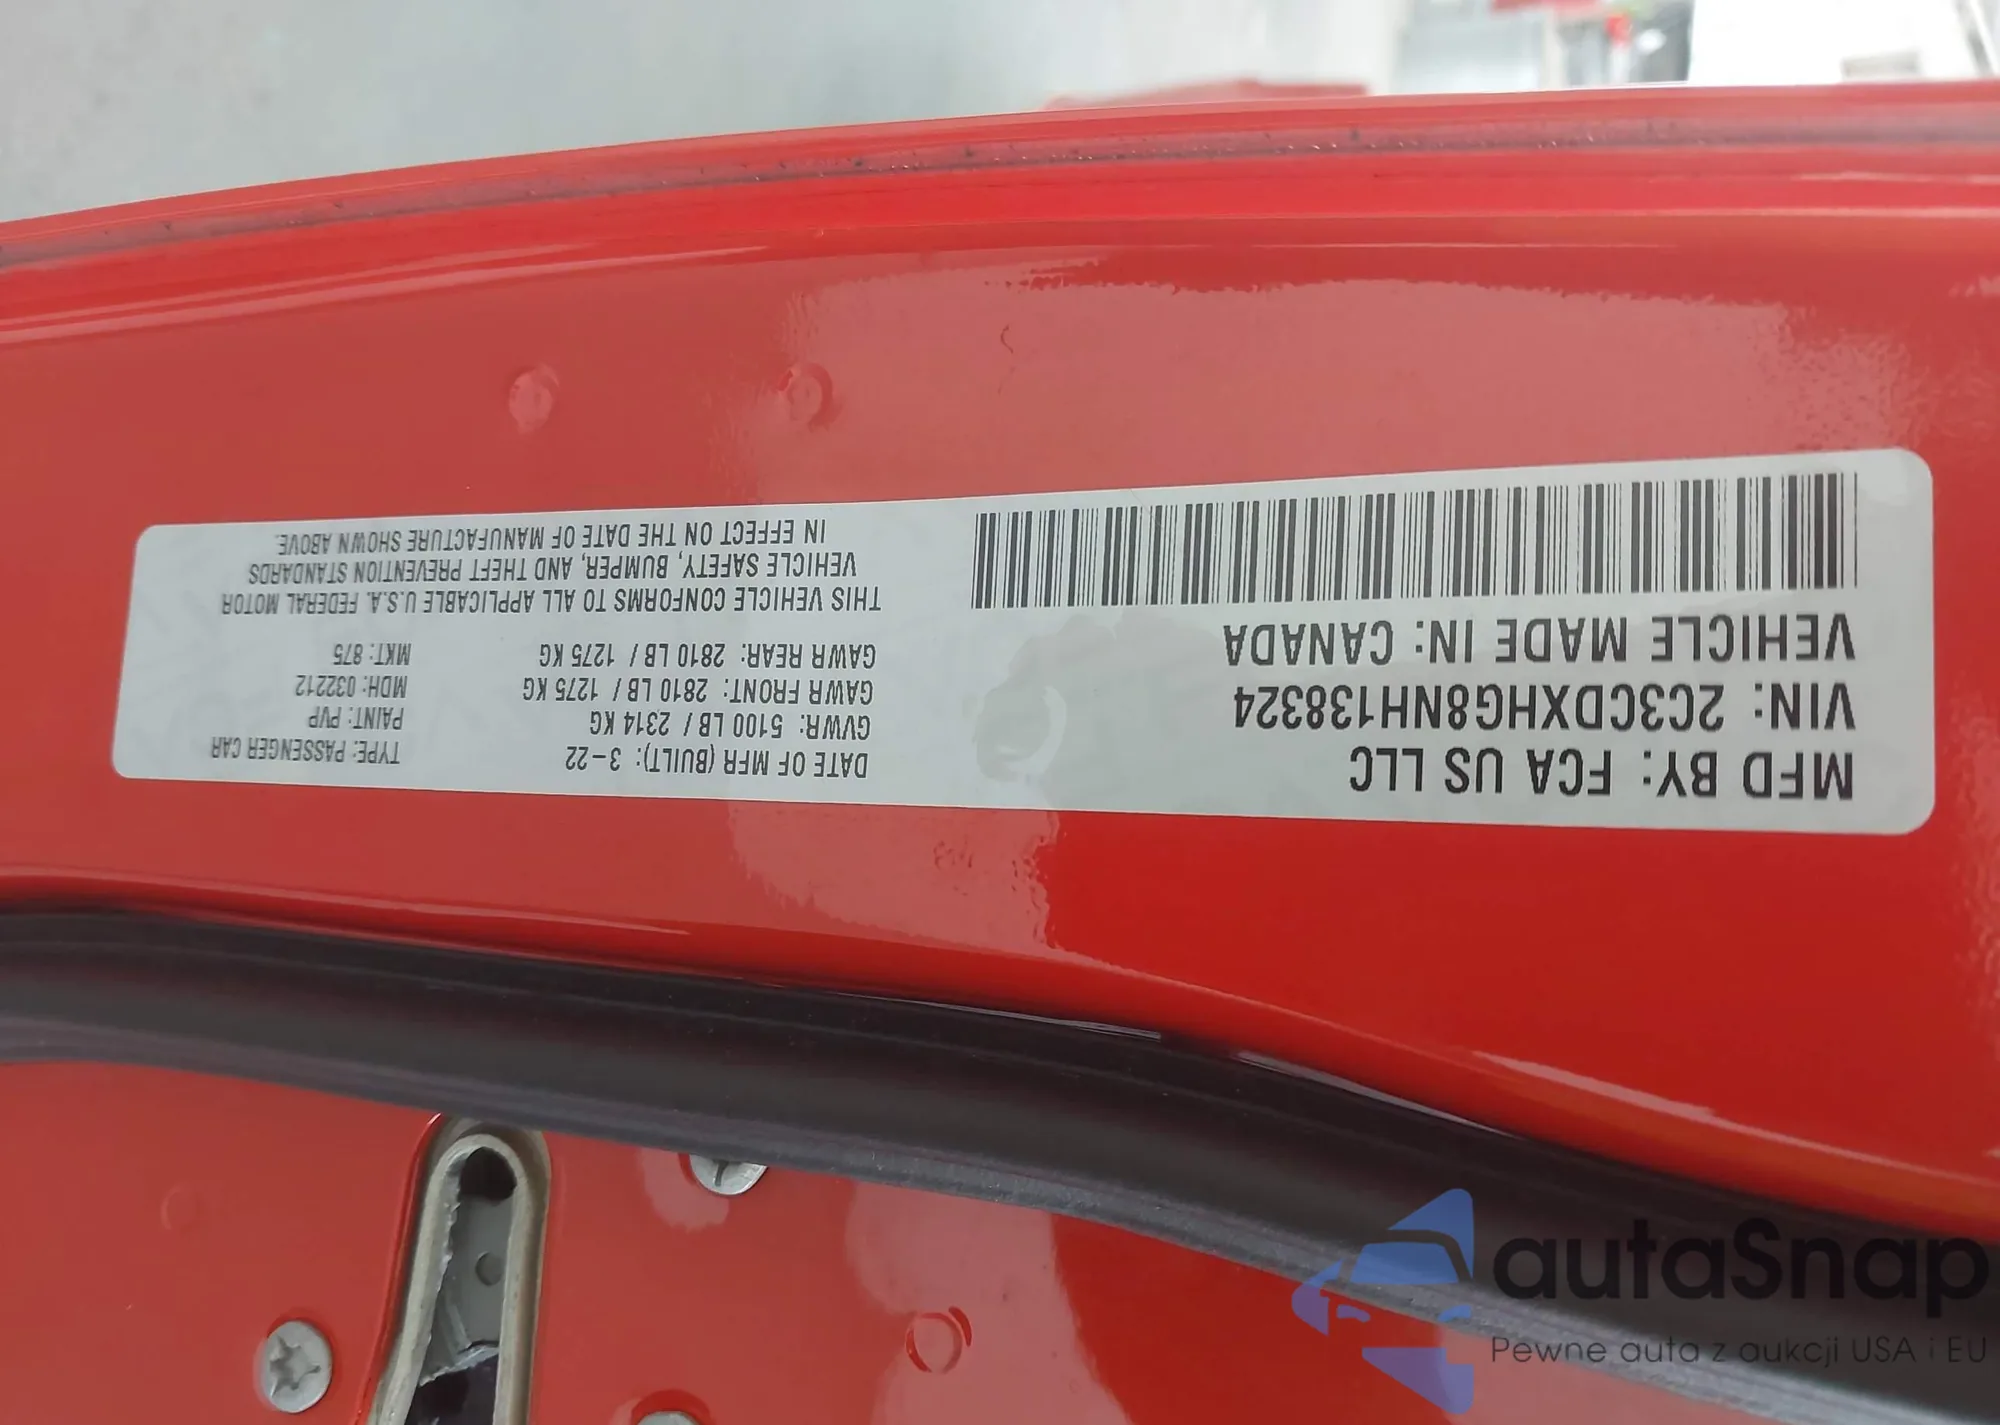 MFD BY: FCA US LLC
VIN: 2C3CDXHG8NH138324
VEHICLE MADE IN: CANADA
DATE OF MFR (BUILT): 3-22
TYPE: PASSENGER CAR
GVWR: 5100 LB / 2314 KG
PAINT: PVP
GAWR FRONT: 2810 LB / 1275 KG
MDH: 032212
GAWR REAR: 2810 LB / 1275 KG
MKT: 875
THIS VEHICLE CONFORMS TO ALL APPLICABLE U.S.A. FEDERAL MOTOR
VEHICLE SAFETY, BUMPER, AND THEFT PREVENTION STANDARDS
IN EFFECT ON THE DATE OF MANUFACTURE SHOWN ABOVE.
autaSnap
Pewne auta z aukcji USA i EU